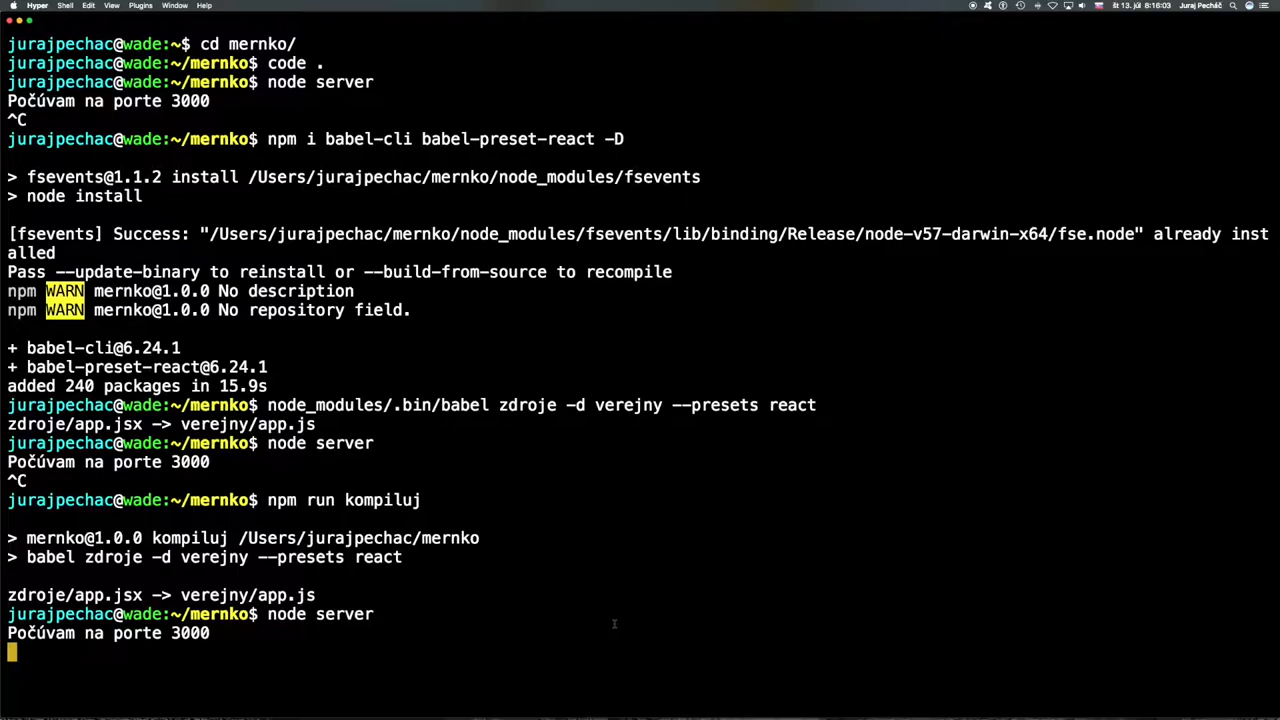 Hyper Shell Edit View Plugins Window Help št 13. júl 8:16:03 Juraj Pecháč
jurajpechac@wade:~$ cd mernko/
jurajpechac@wade:~/mernko$ code .
jurajpechac@wade:~/mernko$ node server
Počúvam na porte 3000
^C
jurajpechac@wade:~/mernko$ npm i babel-cli babel-preset-react -D
> fsevents@1.1.2 install /Users/jurajpechac/mernko/node_modules/fsevents
> node install
[fsevents] Success: "/Users/jurajpechac/mernko/node_modules/fsevents/lib/binding/Release/node-v57-darwin-x64/fse.node" already inst
alled
Pass --update-binary to reinstall or --build-from-source to recompile
npm WARN mernko@1.0.0 No description
npm WARN mernko@1.0.0 No repository field.
+ babel-cli@6.24.1
+ babel-preset-react@6.24.1
added 240 packages in 15.9s
jurajpechac@wade:~/mernko$ node_modules/.bin/babel zdroje -d verejny --presets react
zdroje/app.jsx -> verejny/app.js
jurajpechac@wade:~/mernko$ node server
Počúvam na porte 3000
^C
jurajpechac@wade:~/mernko$ npm run kompiluj
> mernko@1.0.0 kompiluj /Users/jurajpechac/mernko
> babel zdroje -d verejny --presets react
zdroje/app.jsx -> verejny/app.js
jurajpechac@wade:~/mernko$ node server
Počúvam na porte 3000